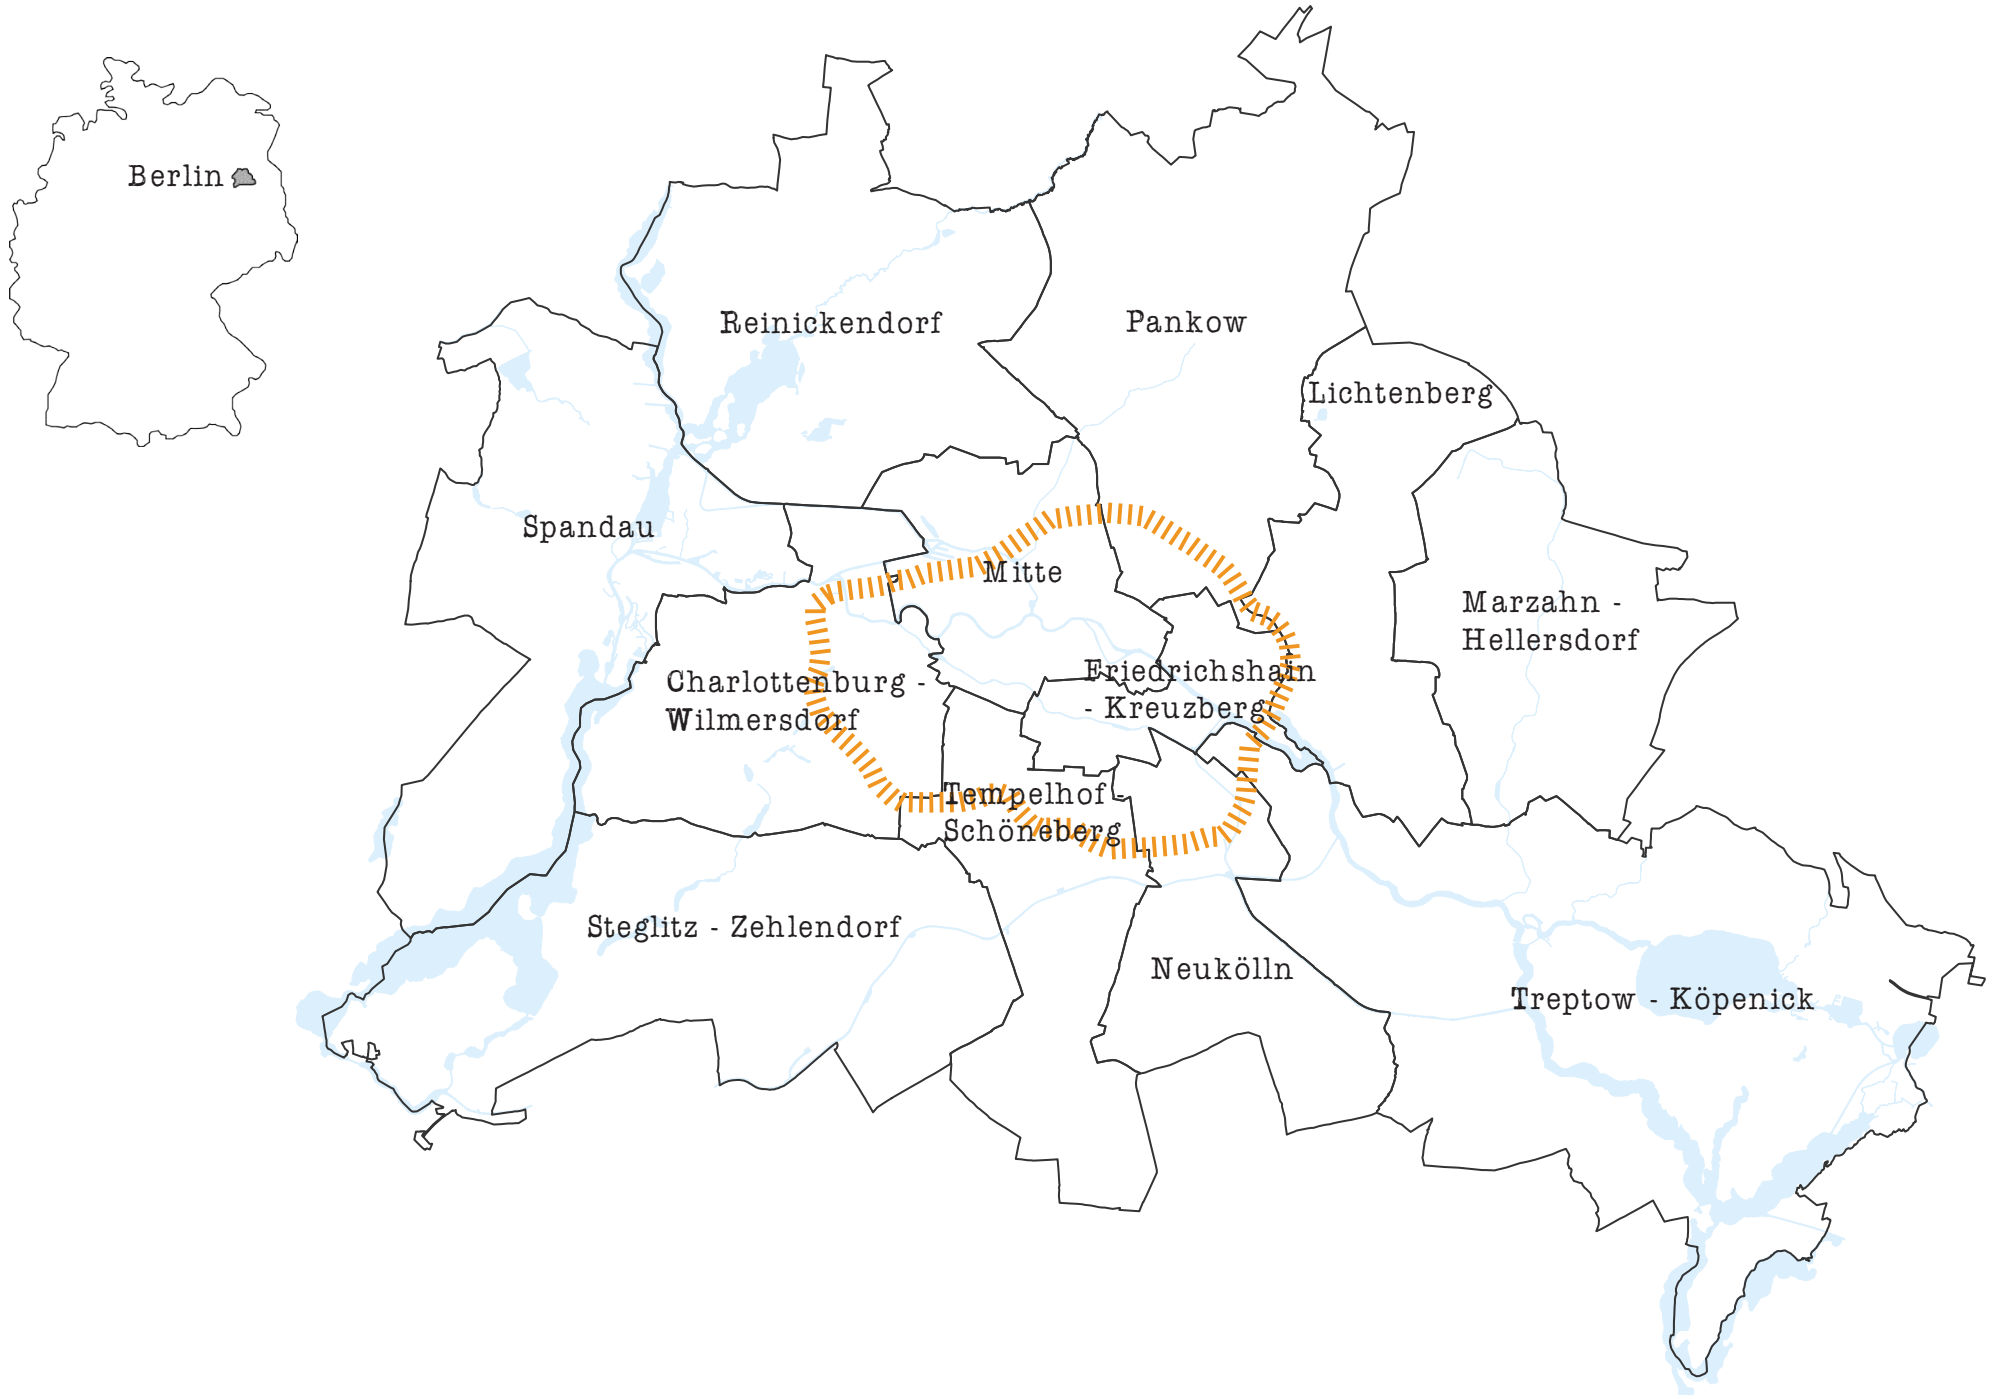 Berlin
Reinickendorf
Pankow
Lichtenberg
Spandau
Mitte
Marzahn -
Hellersdorf
Charlottenburg -
Wilmersdorf
Friedrichshain
- Kreuzberg
Tempelhof -
Schöneberg
Steglitz - Zehlendorf
Neukölln
Treptow - Köpenick